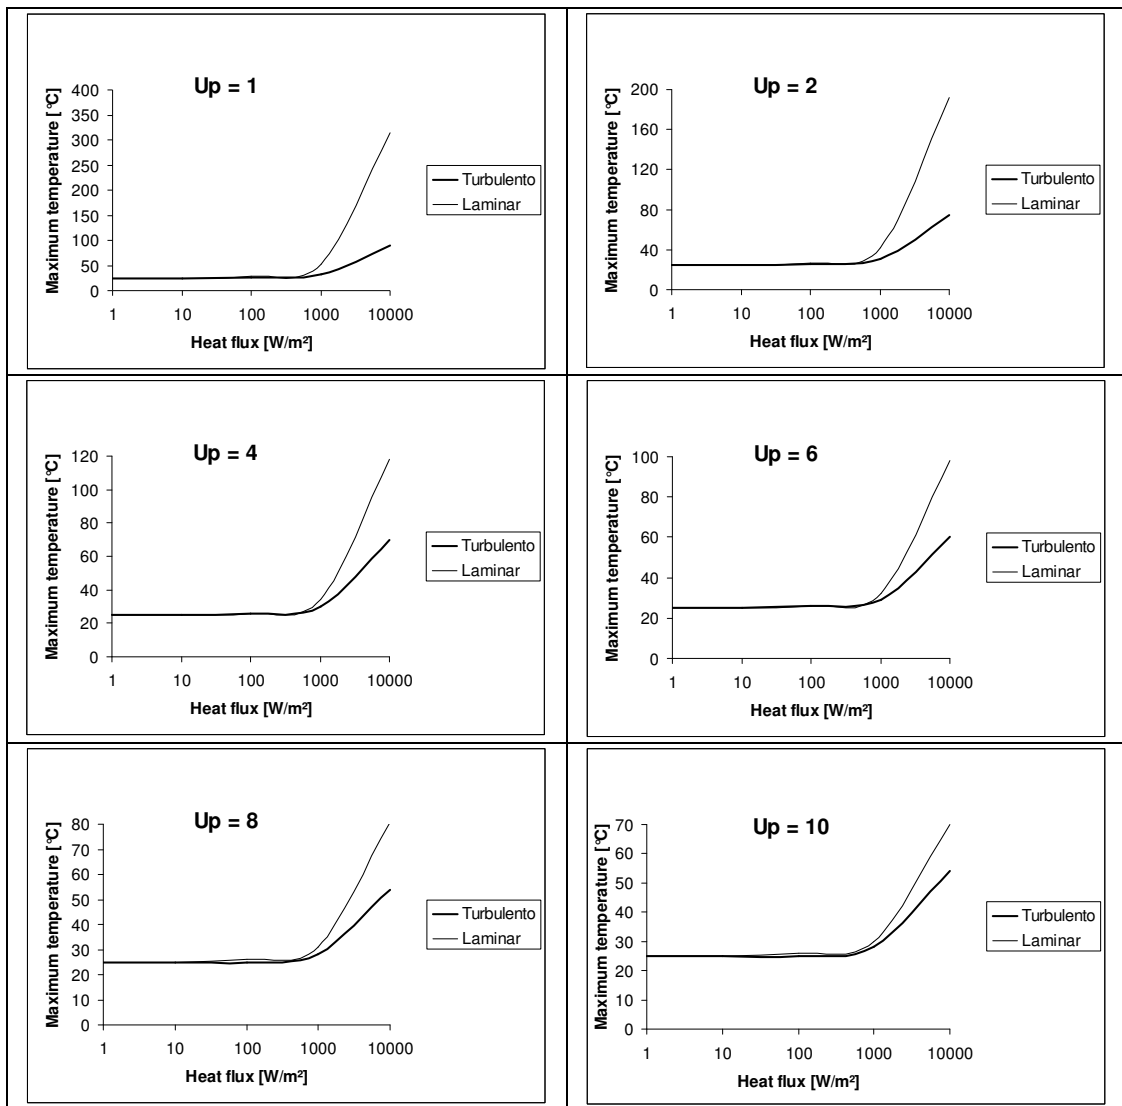 Up = 1
Maximum temperature [°C]
400
350
300
250
200
150
100
50
0
1 10 100 1000 10000
Heat flux [W/m²]
Turbulento
Laminar
Up = 2
Maximum temperature [°C]
200
160
120
80
40
0
1 10 100 1000 10000
Heat flux [W/m²]
Turbulento
Laminar
Up = 4
Maximum temperature [°C]
120
100
80
60
40
20
0
1 10 100 1000 10000
Heat flux [W/m²]
Turbulento
Laminar
Up = 6
Maximum temperature [°C]
100
80
60
40
20
0
1 10 100 1000 10000
Heat flux [W/m²]
Turbulento
Laminar
Up = 8
Maximum temperature [°C]
80
70
60
50
40
30
20
10
0
1 10 100 1000 10000
Heat flux [W/m²]
Turbulento
Laminar
Up = 10
Maximum temperature [°C]
70
60
50
40
30
20
10
0
1 10 100 1000 10000
Heat flux [W/m²]
Turbulento
Laminar